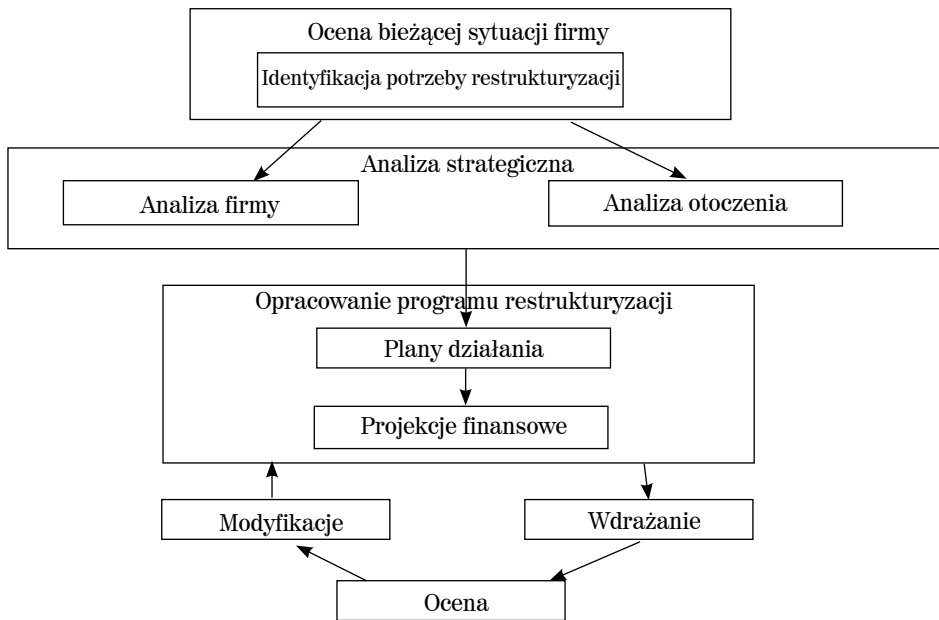 Ocena bieżącej sytuacji firmy
Identyfikacja potrzeby restrukturyzacji
Analiza strategiczna
Analiza firmy
Analiza otoczenia
Opracowanie programu restrukturyzacji
Plany działania
Projekcje finansowe
Modyfikacje
Wdrażanie
Ocena